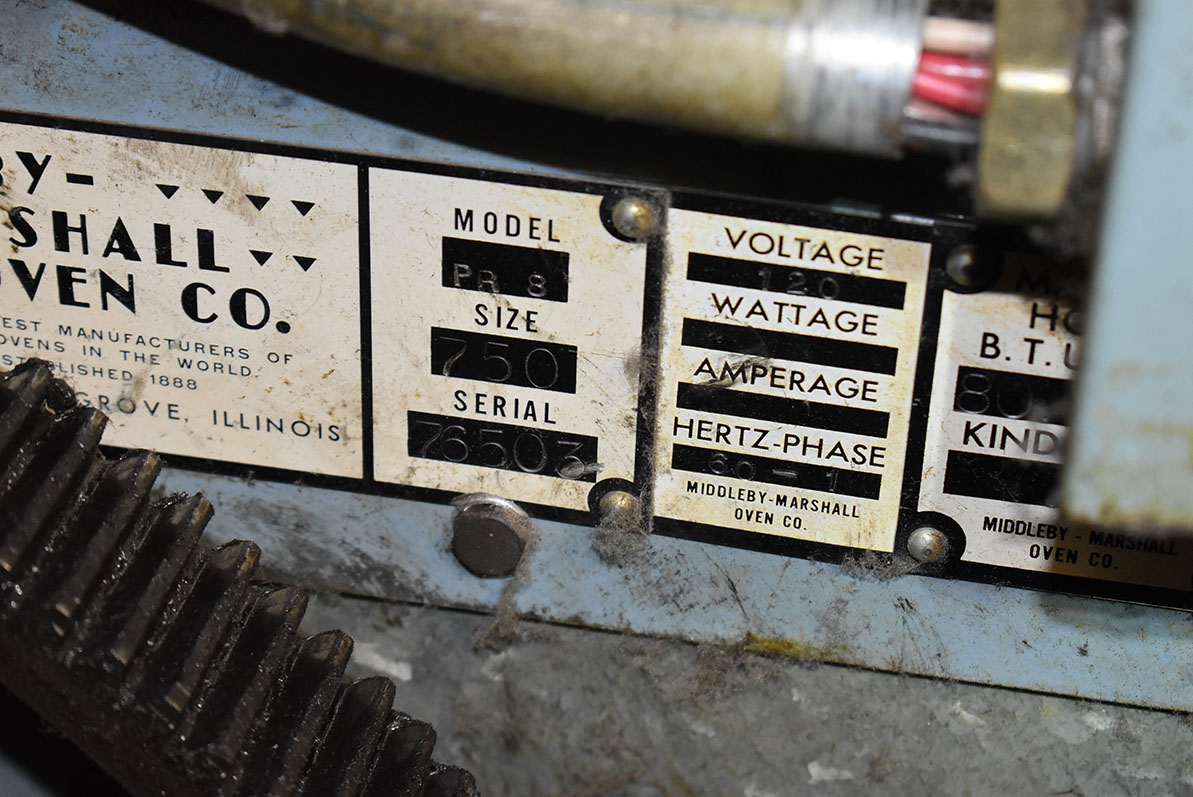 BY-
SHALL
OVEN CO.
EST MANUFACTURERS OF
OVENS IN THE WORLD.
ESTABLISHED 1888
GROVE, ILLINOIS
MODEL
PR 8
SIZE
750
SERIAL
76503
VOLTAGE
120
WATTAGE
AMPERAGE
HERTZ-PHASE
60-1
MIDDLEBY-MARSHALL
OVEN CO.
B.T.U
KIND
MIDDLEBY - MARSHALL
OVEN CO.